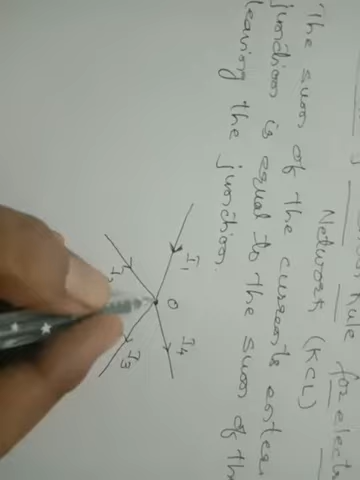 Rule for elect
Network (KCL)
The sum of the currents enter
junction is equal to the sum of th
leaving the junction.
I1
O
I4
I2
I3